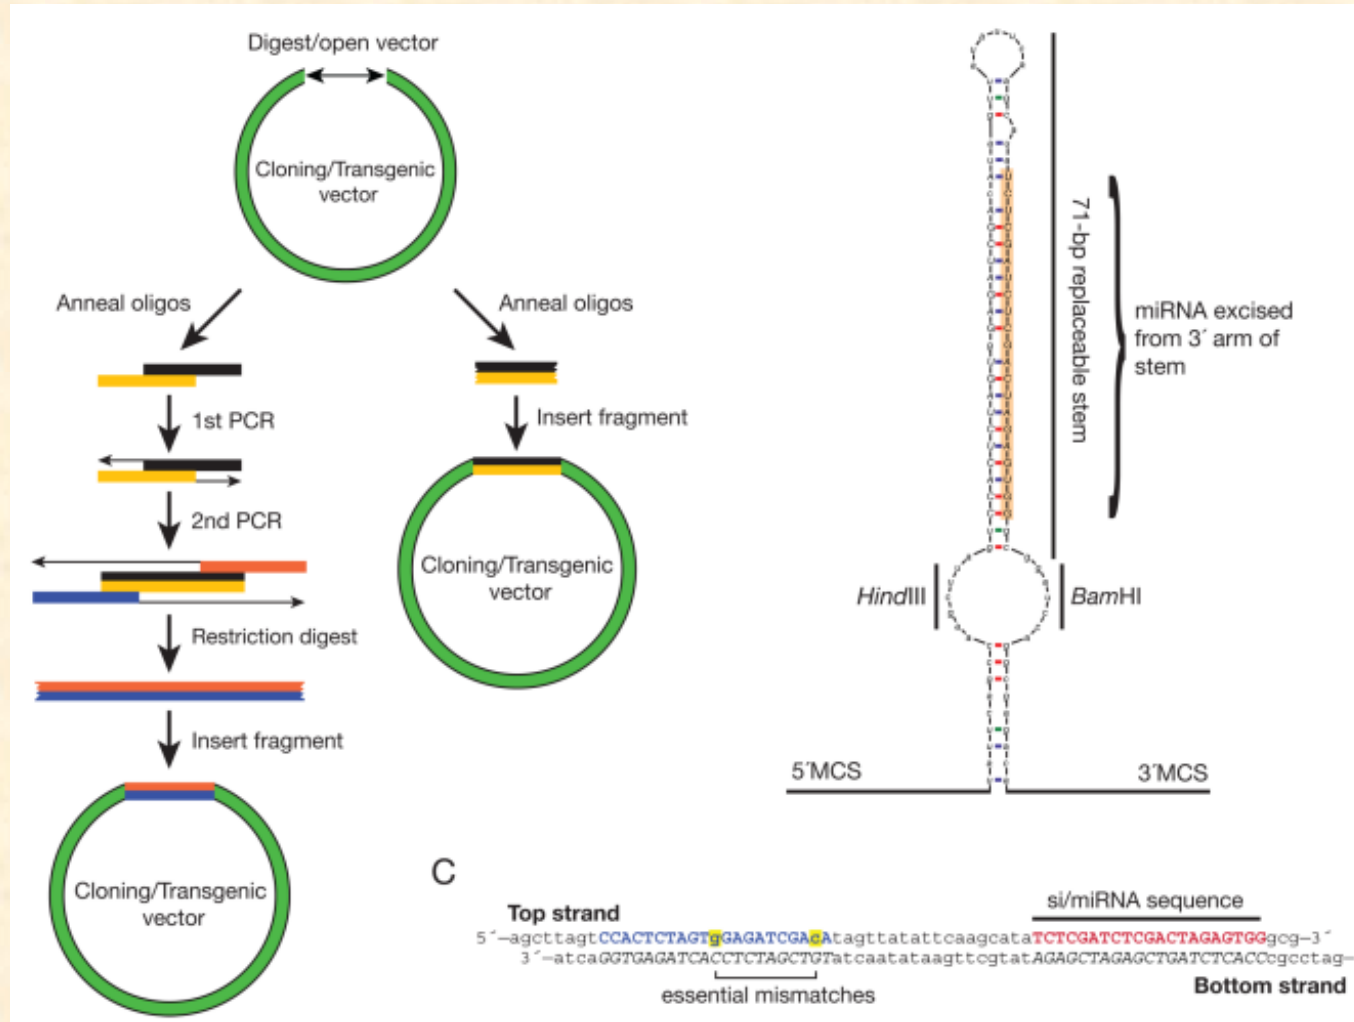 Digest/open vector
Cloning/Transgenic
vector
Anneal oligos
Anneal oligos
1st PCR
Insert fragment
2nd PCR
Cloning/Transgenic
vector
Restriction digest
Insert fragment
Cloning/Transgenic
vector
71-bp replaceable stem
miRNA excised
from 3´ arm of
stem
HindIII
BamHI
5´MCS
3´MCS
C
si/miRNA sequence
Top strand
5´—agcttagtCCACTCTAGTgGAGATCGAcAtagttatattcaagcataTCTCGATCTCGACTAGAGTGGgcg—3´
3´—atcaGGTGAGATCACCTCTAGCTGTatcaatataagttcgtatAGAGCTAGAGCTGATCTCACCcgcctag—
essential mismatches
Bottom strand